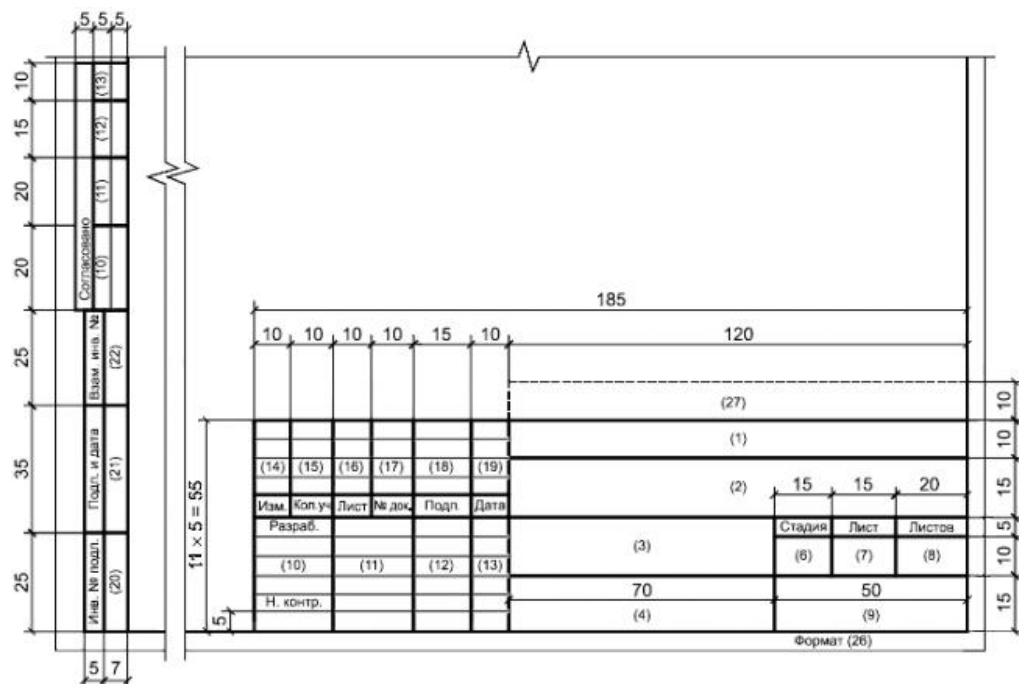 5 5 5
10
15
20
20
25
35
25
(13)
(12)
(11)
(10)
Согласовано
Взам. инв. №
(22)
Подп. и дата
(21)
Инв. № подл.
(20)
5 7
185
10 10 10 10 15 10 120
(27) 10
(1) 10
(14) (15) (16) (17) (18) (19)
(2) 15 15 20 15
Изм. Кол.уч Лист № док. Подп. Дата
11 × 5 = 55
Разраб. Стадия Лист Листов 5
(3) (6) (7) (8) 10
(10) (11) (12) (13)
70 50
Н. контр.
5 (4) (9) 15
Формат (26)